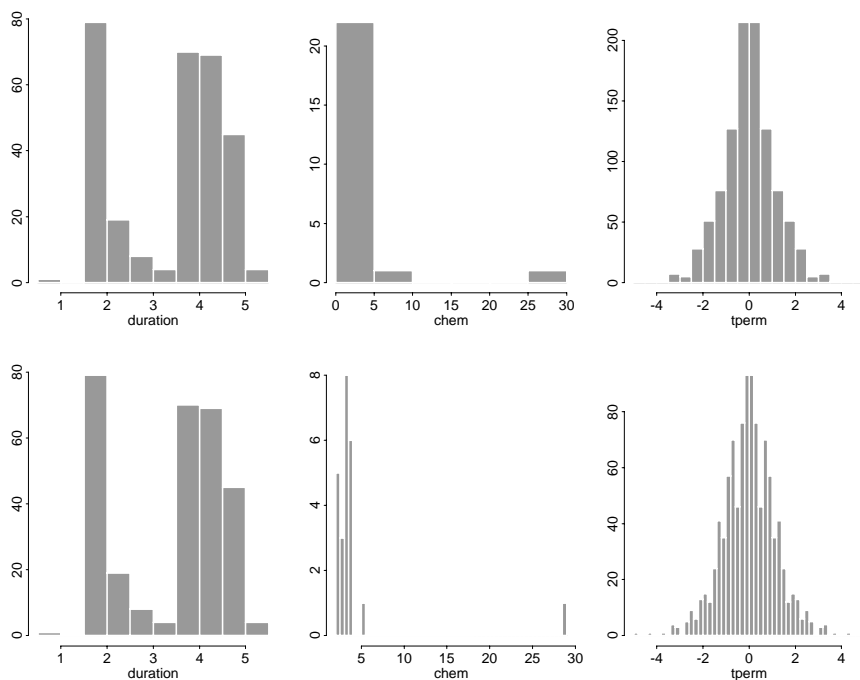 0 20 40 60 80
1 2 3 4 5
duration
0 5 10 15 20
0 5 10 15 20 25 30
chem
0 50 100 150 200
-4 -2 0 2 4
tperm
0 20 40 60 80
1 2 3 4 5
duration
0 2 4 6 8
5 10 15 20 25 30
chem
0 20 40 60 80
-4 -2 0 2 4
tperm